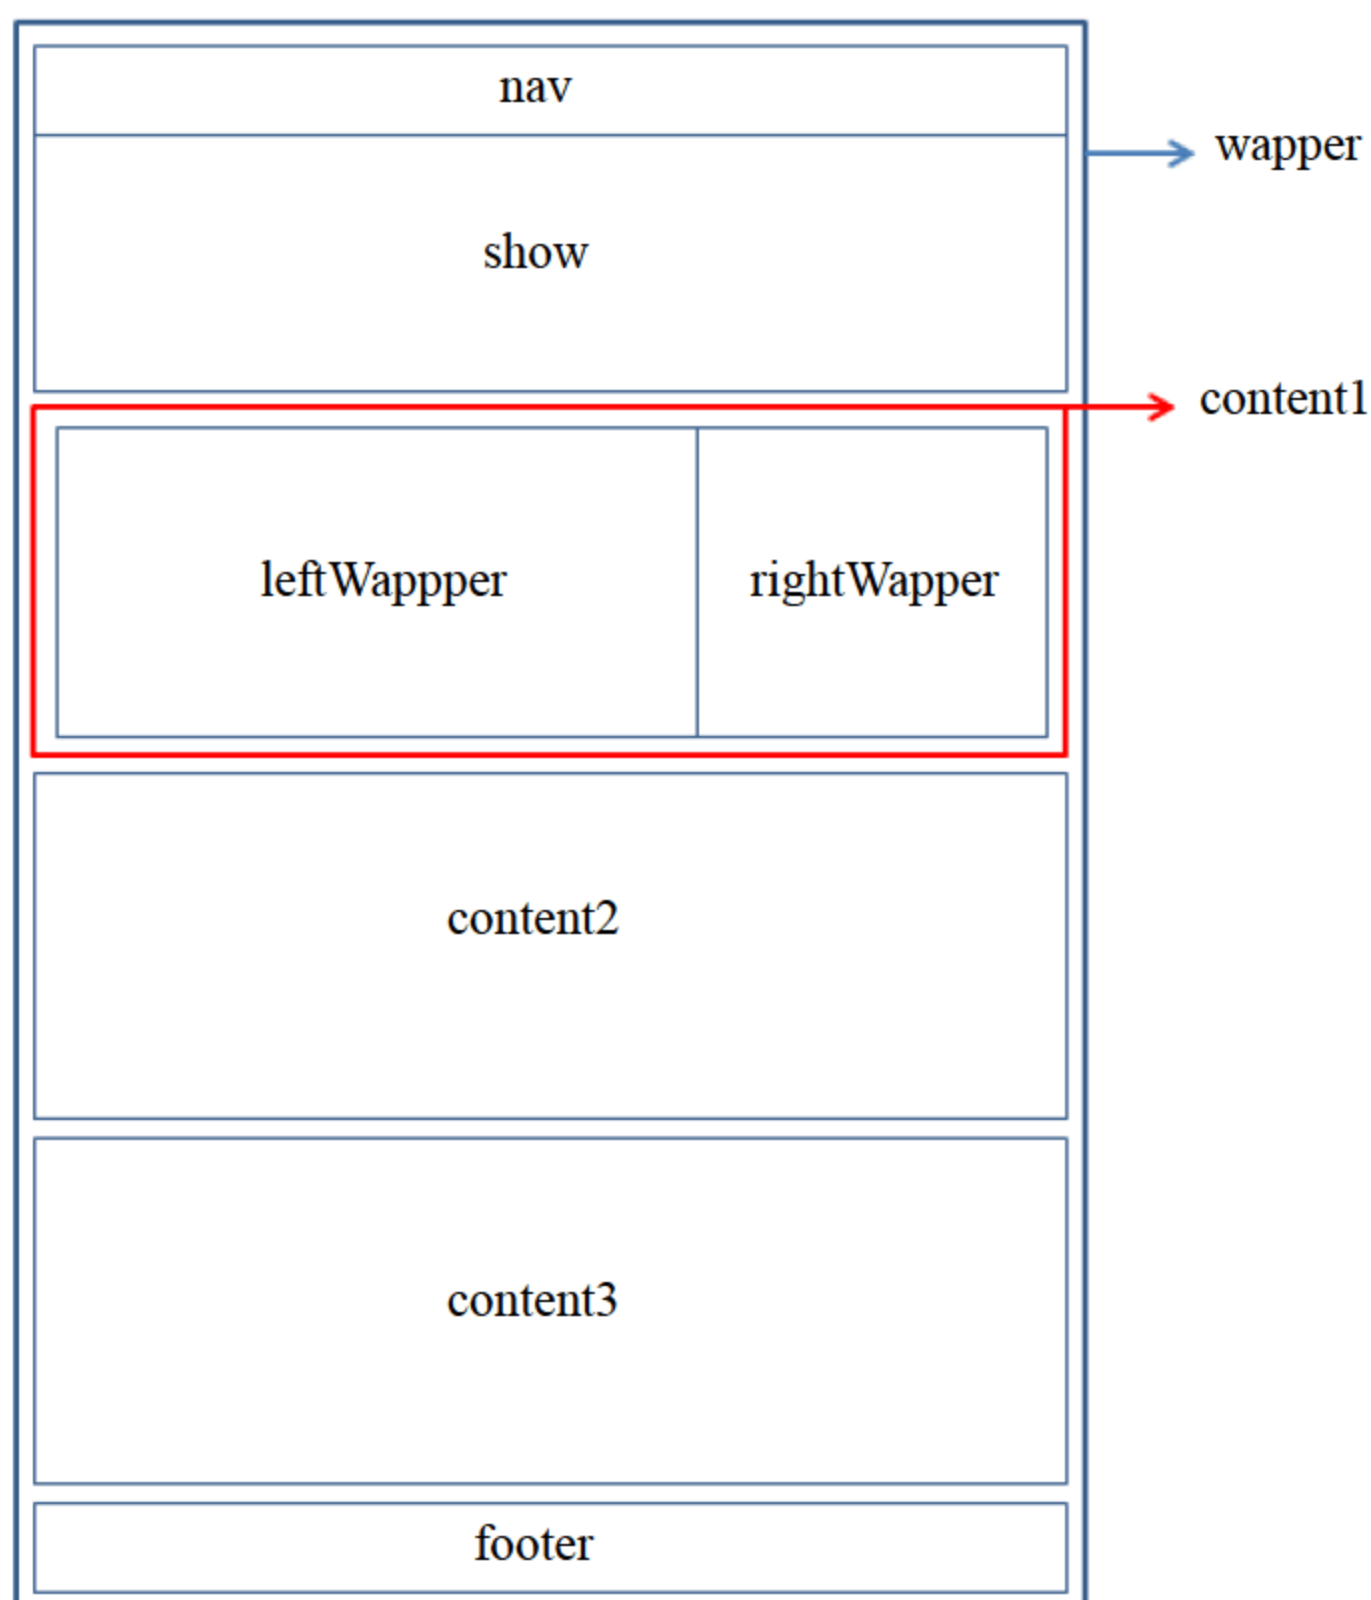 nav
wapper
show
content1
leftWappper
rightWapper
content2
content3
footer